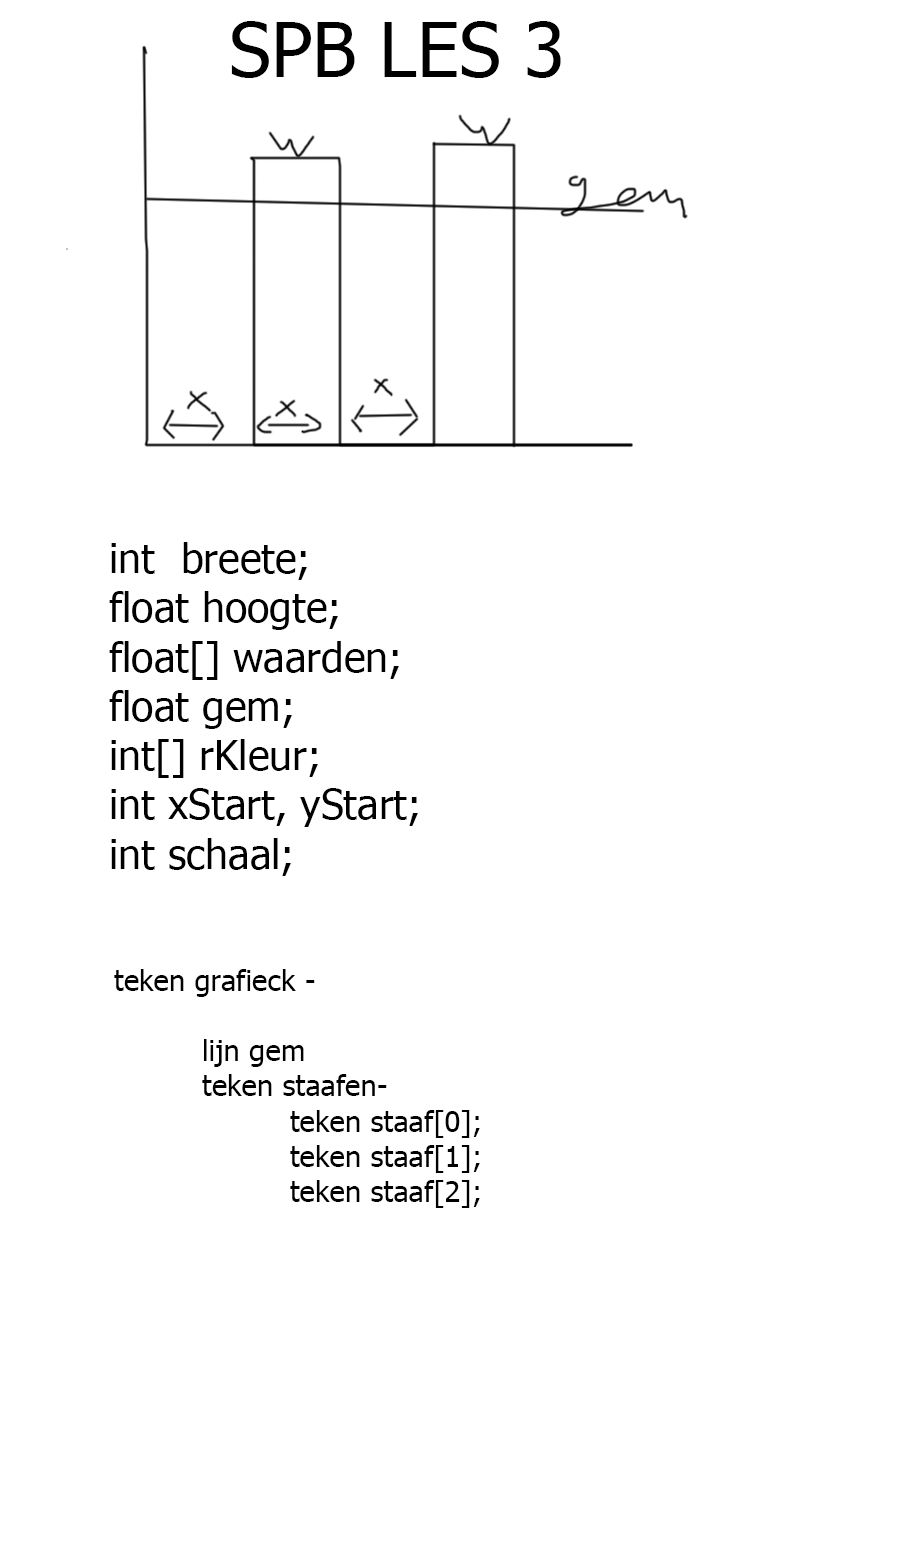 SPB LES 3
w
w
gem
x
x
x
int  breete;
float hoogte;
float[] waarden;
float gem;
int[] rKleur;
int xStart, yStart;
int schaal;
teken grafieck -
lijn gem
teken staafen-
teken staaf[0];
teken staaf[1];
teken staaf[2];